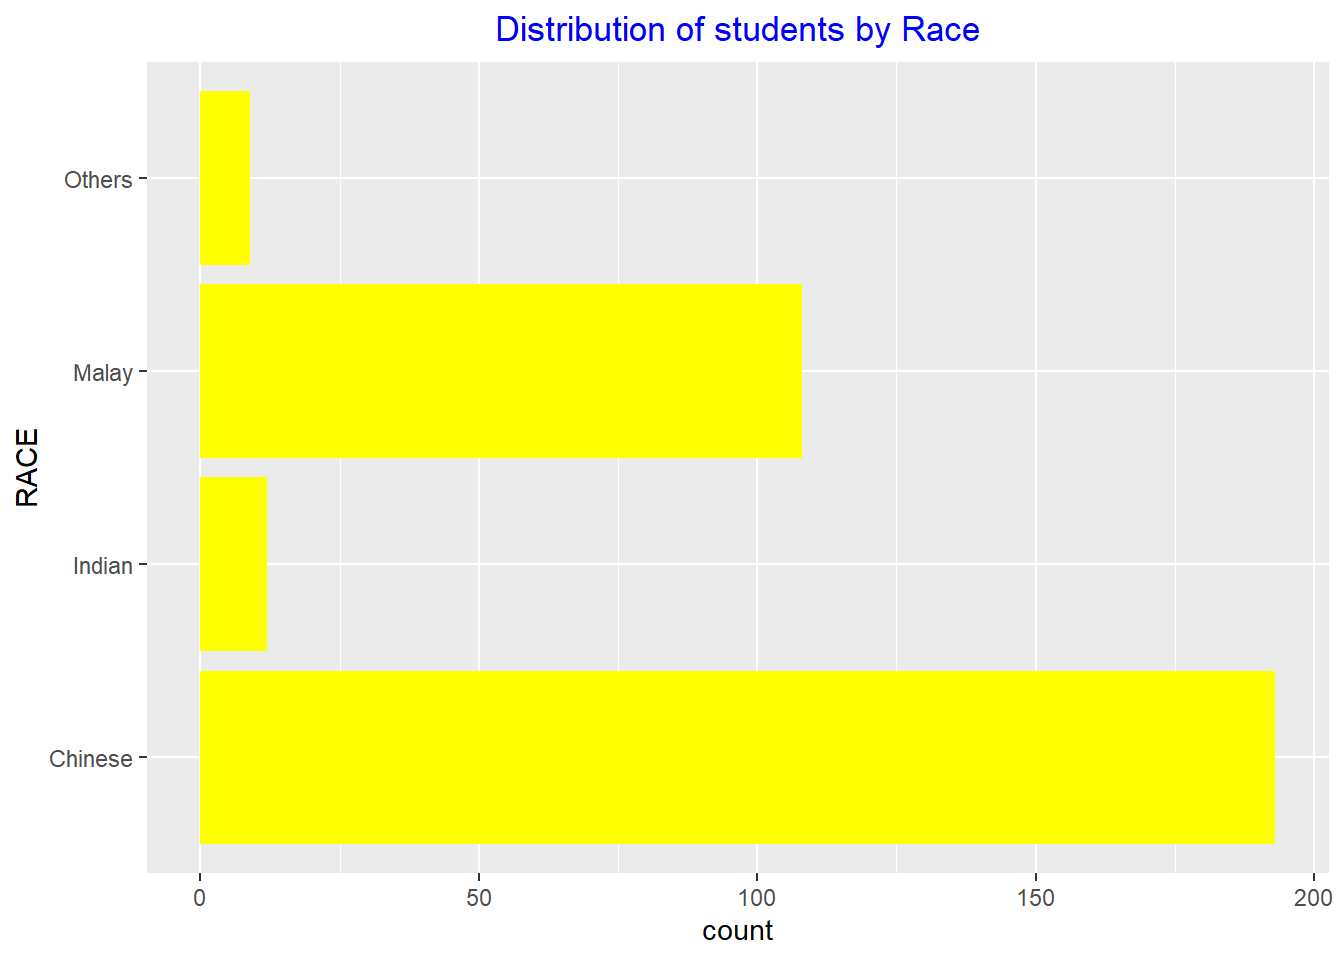 Distribution of students by Race
Others
Malay
Indian
Chinese
RACE
0 50 100 150 200
count